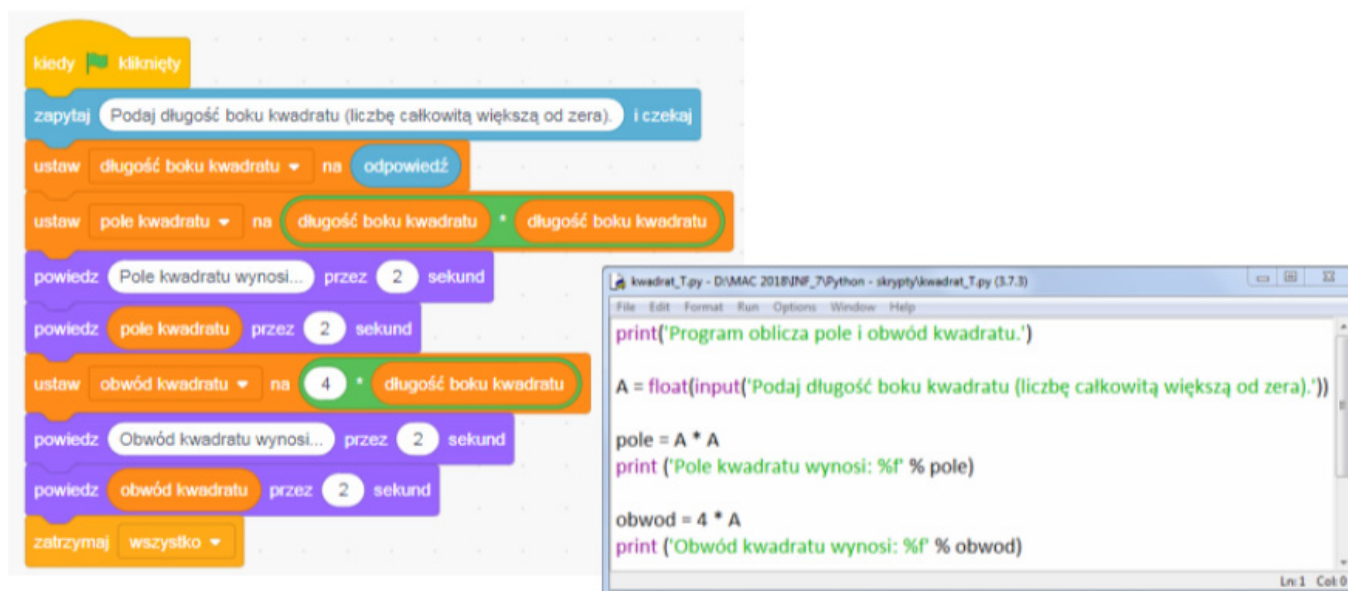 kiedy kliknięty
zapytaj Podaj długość boku kwadratu (liczbę całkowitą większą od zera). i czekaj
ustaw długość boku kwadratu na odpowiedź
ustaw pole kwadratu na długość boku kwadratu * długość boku kwadratu
powiedz Pole kwadratu wynosi... przez 2 sekund
powiedz pole kwadratu przez 2 sekund
ustaw obwód kwadratu na 4 * długość boku kwadratu
powiedz Obwód kwadratu wynosi... przez 2 sekund
powiedz obwód kwadratu przez 2 sekund
zatrzymaj wszystko
kwadrat_T.py - D:\MAC 2018\INF_7\Python - skrypty\kwadrat_T.py (3.7.3)
File Edit Format Run Options Window Help
print('Program oblicza pole i obwód kwadratu.')
A = float(input('Podaj długość boku kwadratu (liczbę całkowitą większą od zera).'))
pole = A * A
print ('Pole kwadratu wynosi: %f' % pole)
obwod = 4 * A
print ('Obwód kwadratu wynosi: %f' % obwod)
Ln: 1 Col: 0